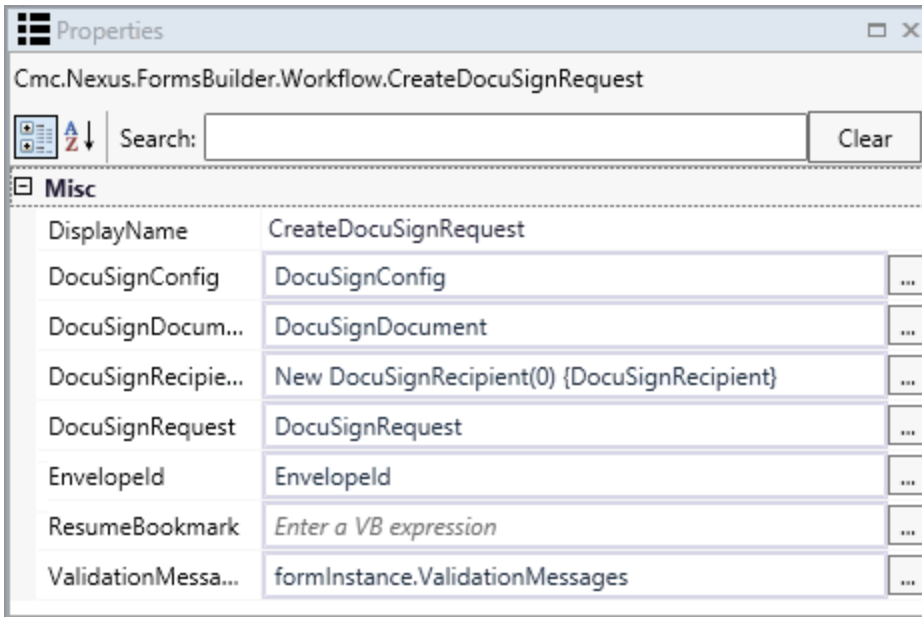 Properties
Cmc.Nexus.FormsBuilder.Workflow.CreateDocuSignRequest
A Z Search: Clear
Misc
DisplayName CreateDocuSignRequest
DocuSignConfig DocuSignConfig ...
DocuSignDocum... DocuSignDocument ...
DocuSignRecipie... New DocuSignRecipient(0) {DocuSignRecipient} ...
DocuSignRequest DocuSignRequest ...
EnvelopeId EnvelopeId ...
ResumeBookmark Enter a VB expression ...
ValidationMessa... formInstance.ValidationMessages ...